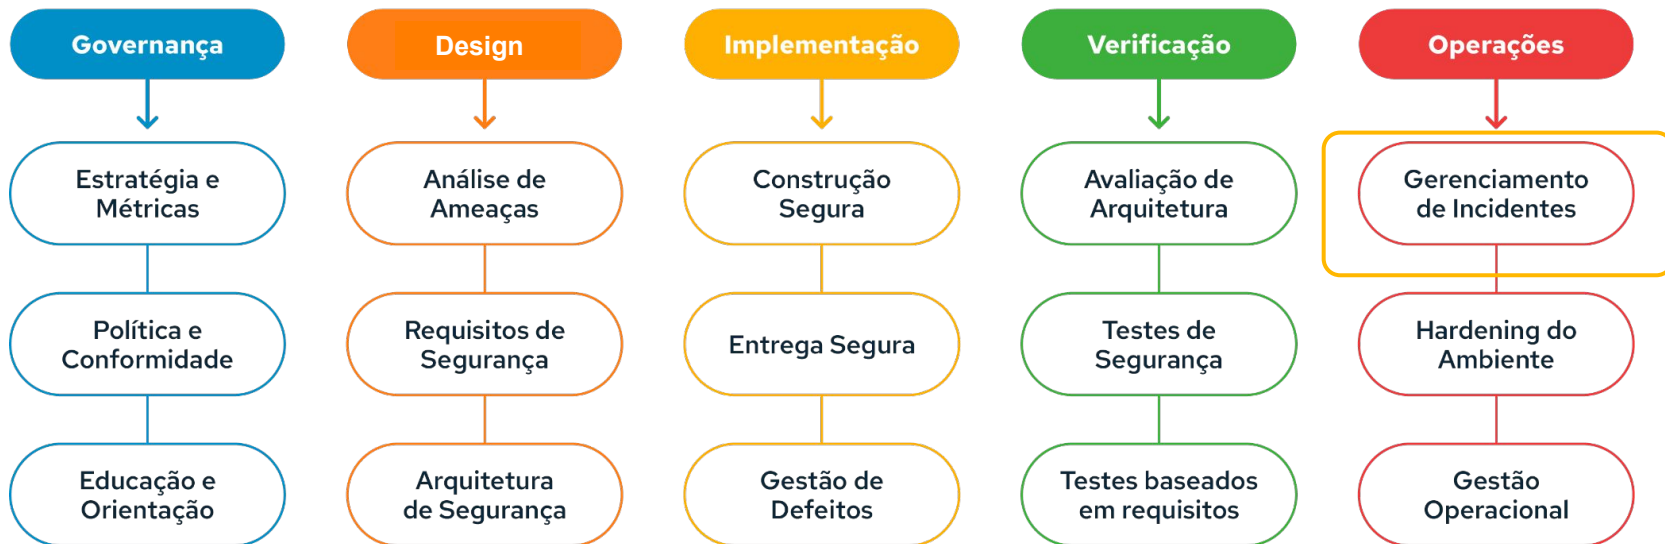 Governança
Design
Implementação
Verificação
Operações
Estratégia e
Métricas
Análise de
Ameaças
Construção
Segura
Avaliação de
Arquitetura
Gerenciamento
de Incidentes
Política e
Conformidade
Requisitos de
Segurança
Entrega Segura
Testes de
Segurança
Hardening do
Ambiente
Educação e
Orientação
Arquitetura
de Segurança
Gestão de
Defeitos
Testes baseados
em requisitos
Gestão
Operacional